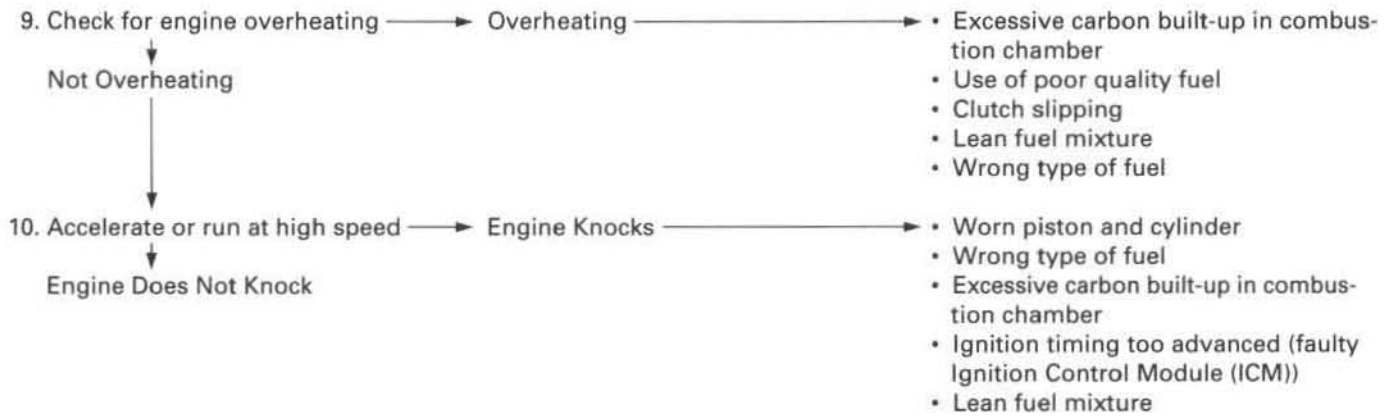 9. Check for engine overheating
Overheating
• Excessive carbon built-up in combus-
tion chamber
Not Overheating
• Use of poor quality fuel
• Clutch slipping
• Lean fuel mixture
• Wrong type of fuel
10. Accelerate or run at high speed
Engine Knocks
• Worn piston and cylinder
• Wrong type of fuel
Engine Does Not Knock
• Excessive carbon built-up in combus-
tion chamber
• Ignition timing too advanced (faulty
Ignition Control Module (ICM))
• Lean fuel mixture